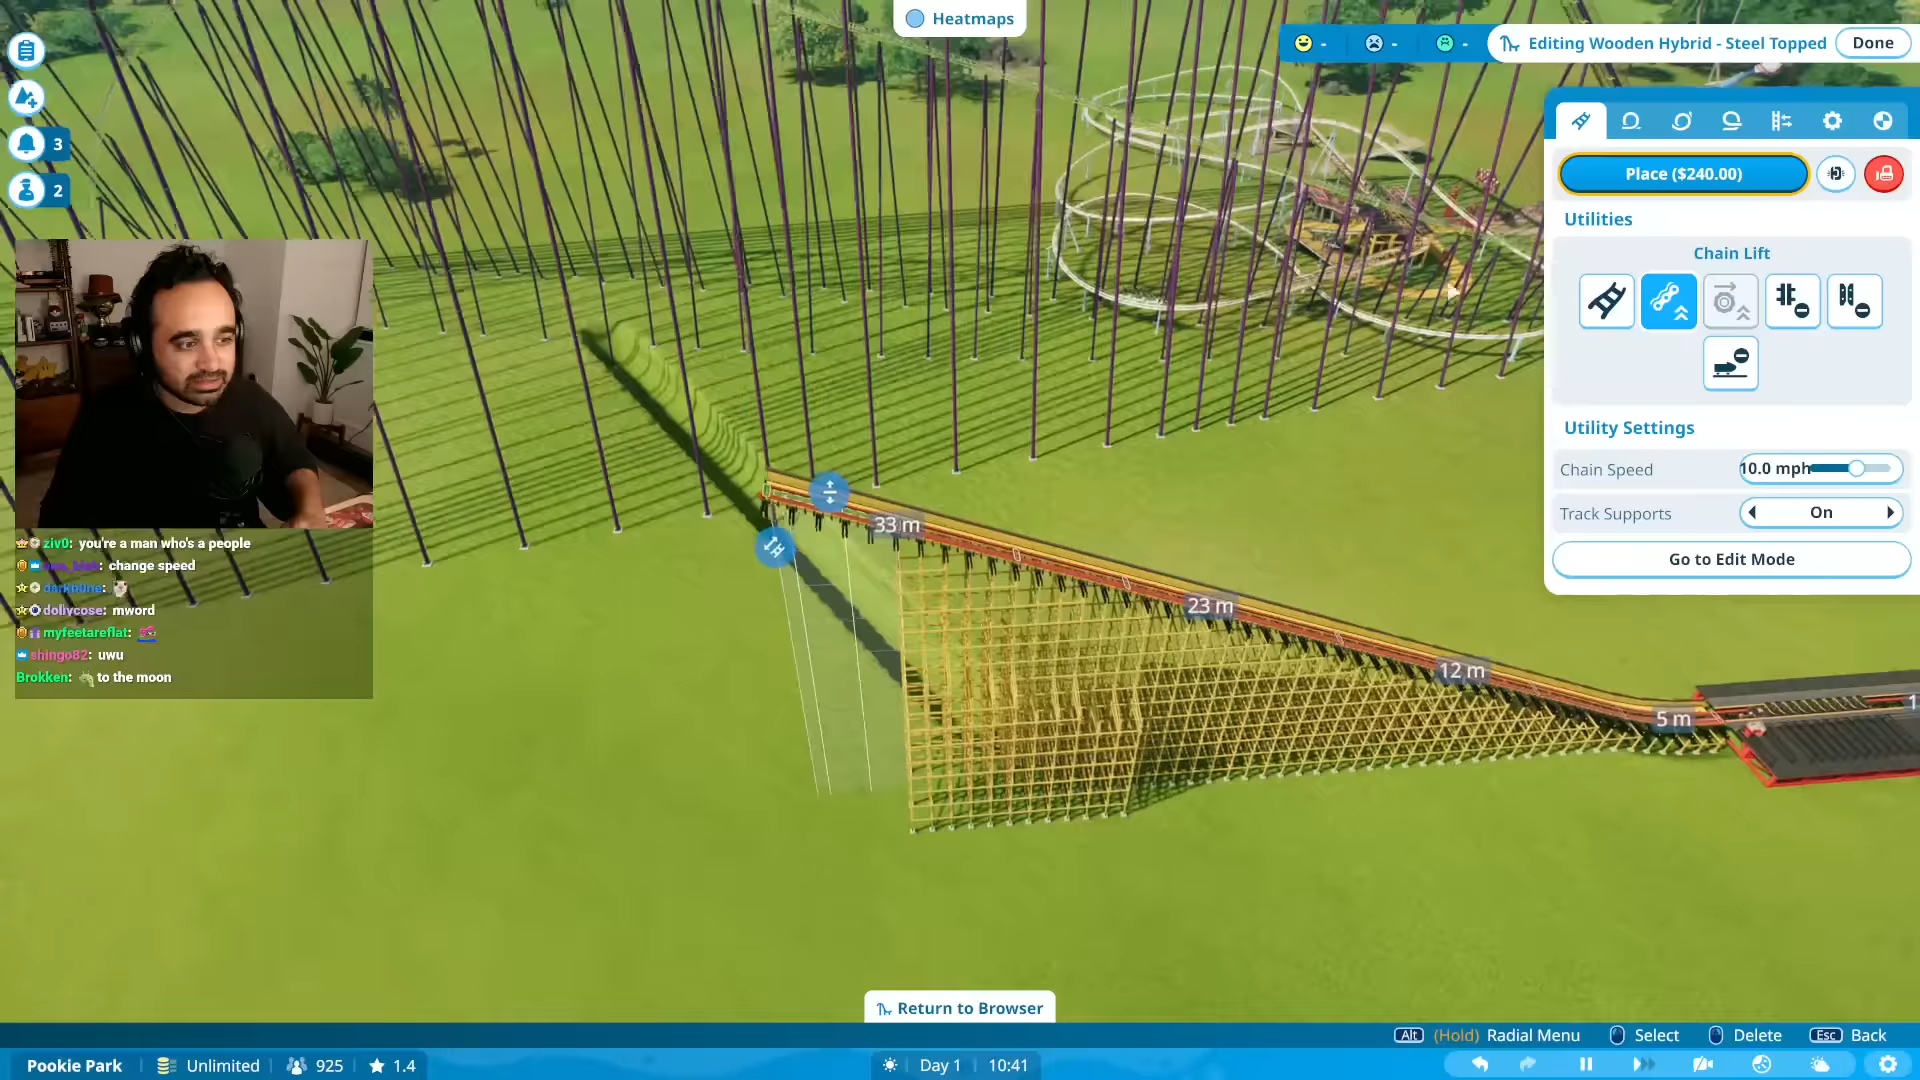 Heatmaps
Editing Wooden Hybrid - Steel Topped
Done
3
2
Place ($240.00)
Utilities
Chain Lift
Utility Settings
Chain Speed
10.0 mph
Track Supports
On
Go to Edit Mode
ziv0: you're a man who's a people
change speed
dollycose: mword
myfeetareflat:
shingo82: uwu
Brokken: to the moon
33 m
23 m
12 m
5 m
1
Return to Browser
Alt (Hold) Radial Menu
Select
Delete
Esc Back
Pookie Park
Unlimited
925
1.4
Day 1
10:41